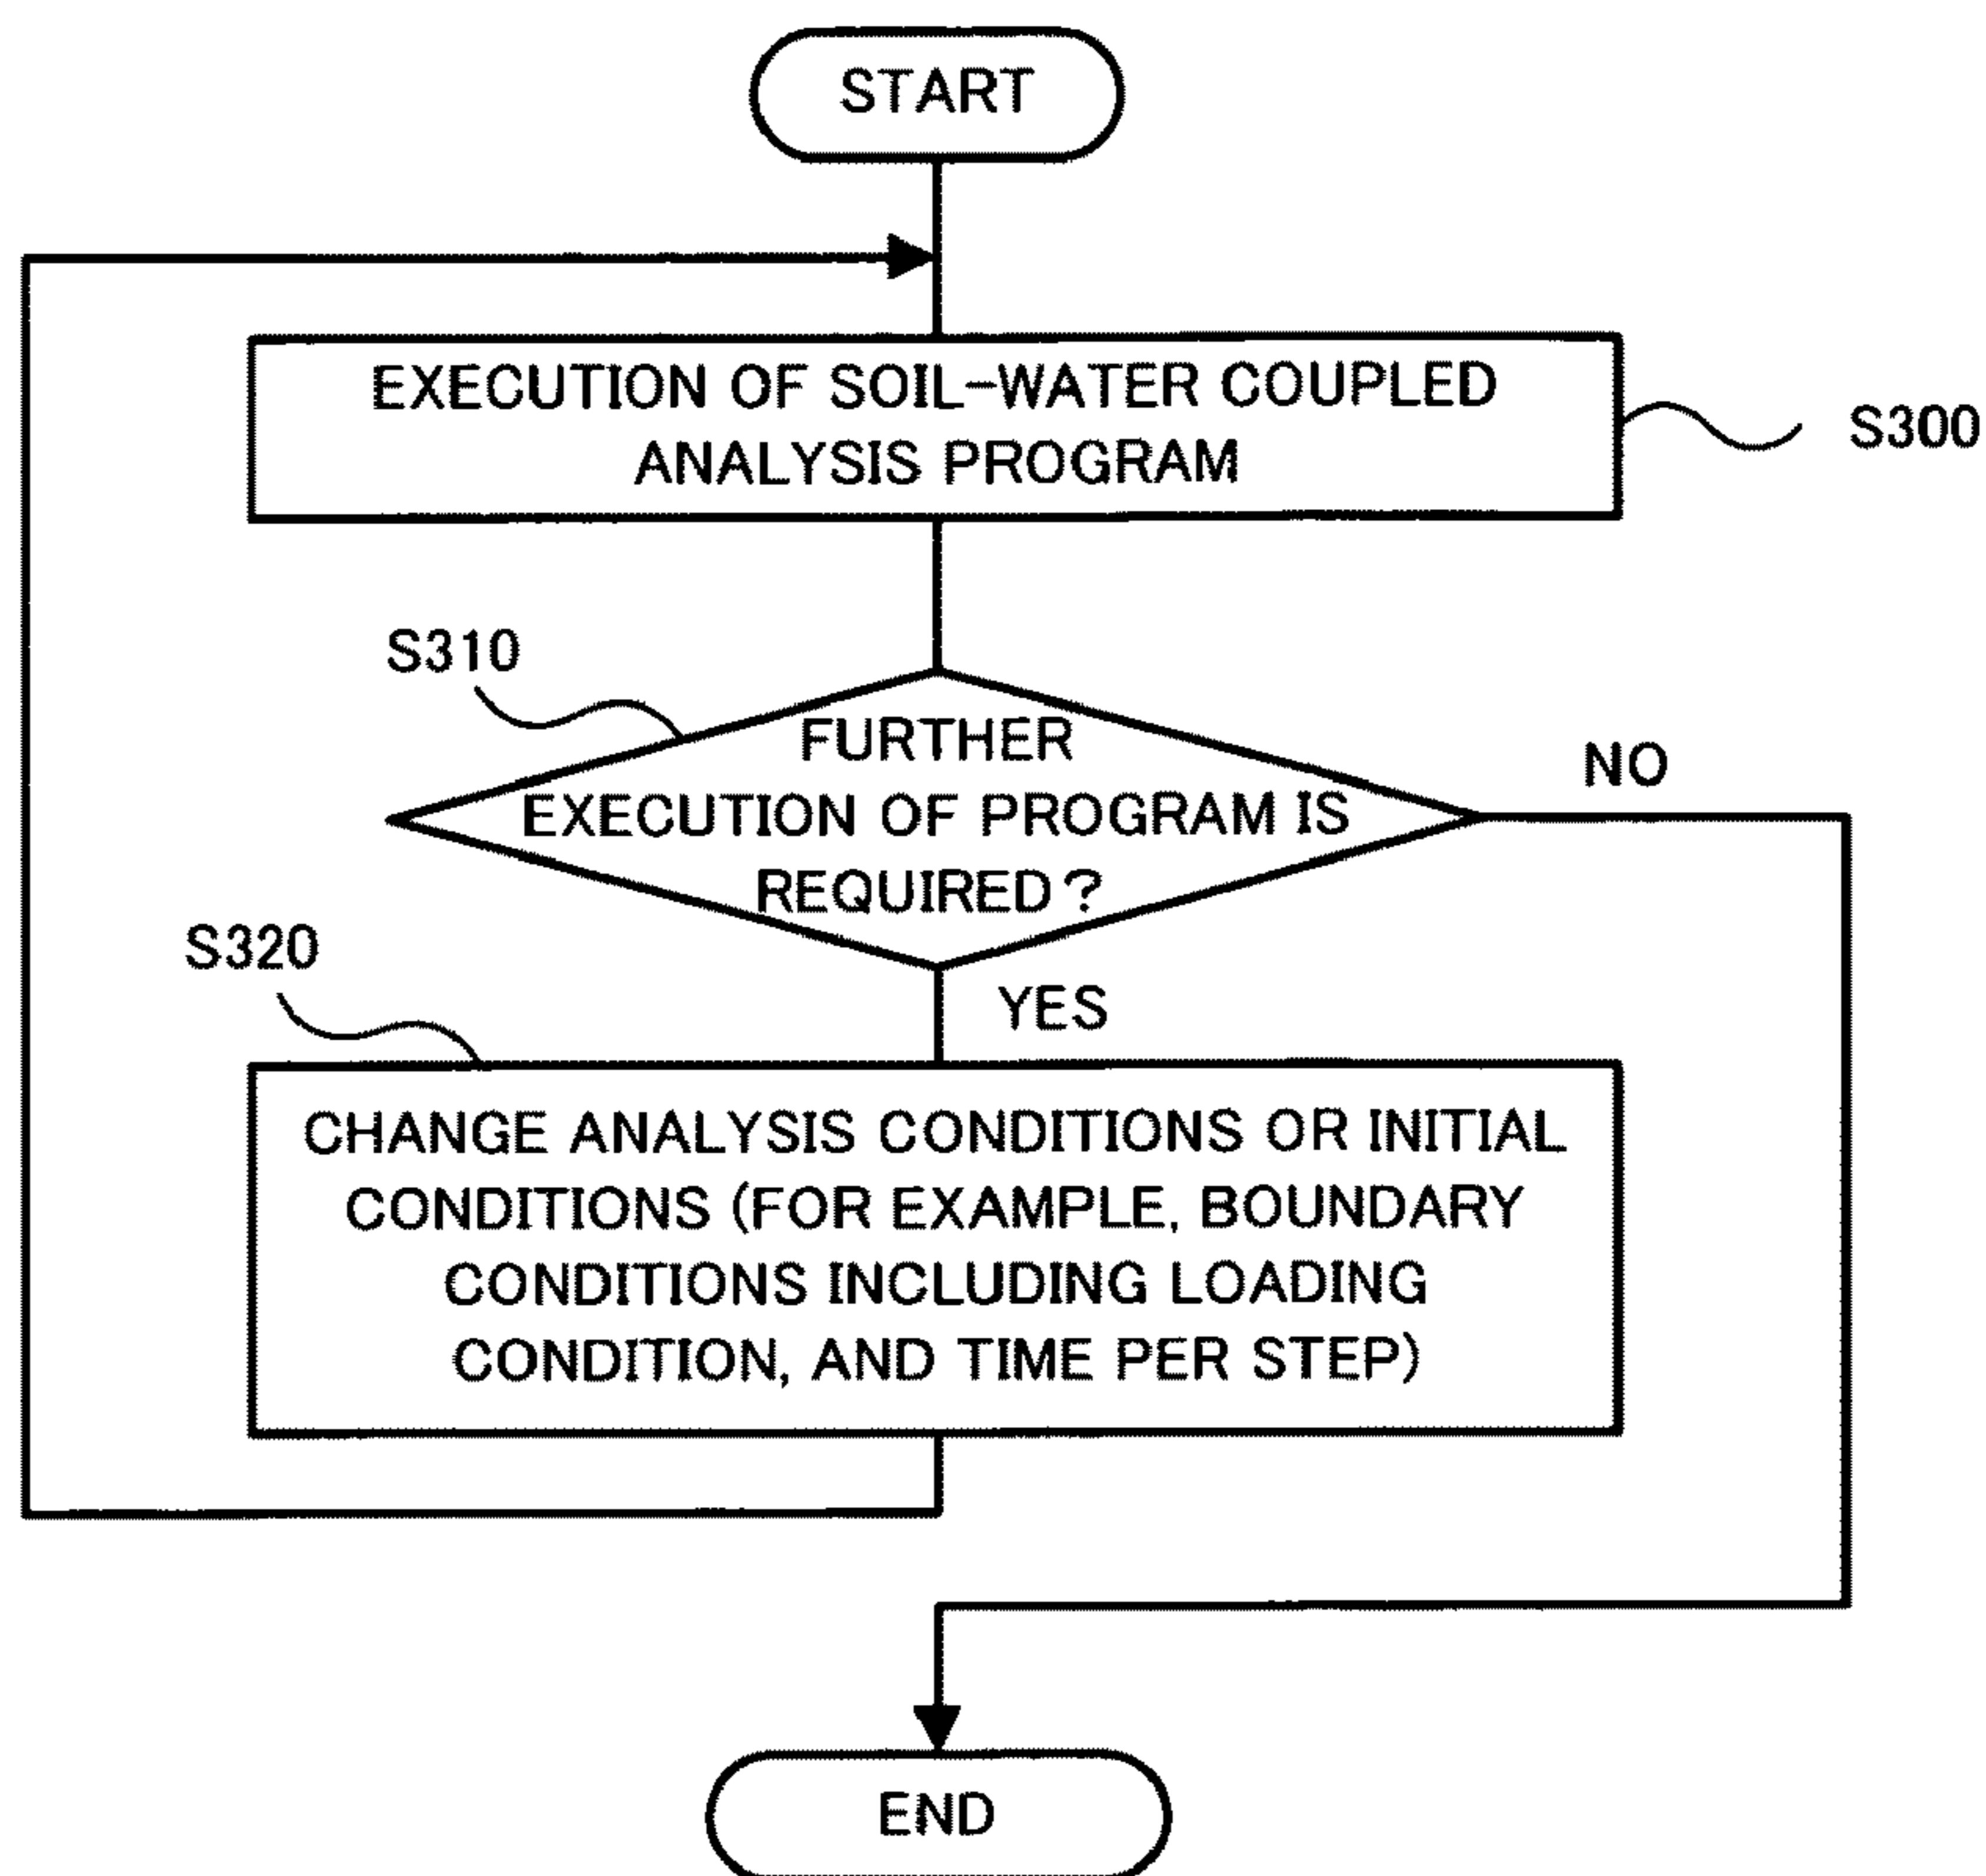 START
EXECUTION OF SOIL-WATER COUPLED
ANALYSIS PROGRAM
S300
S310
FURTHER
EXECUTION OF PROGRAM IS
REQUIRED?
NO
S320
YES
CHANGE ANALYSIS CONDITIONS OR INITIAL
CONDITIONS (FOR EXAMPLE, BOUNDARY
CONDITIONS INCLUDING LOADING
CONDITION, AND TIME PER STEP)
END